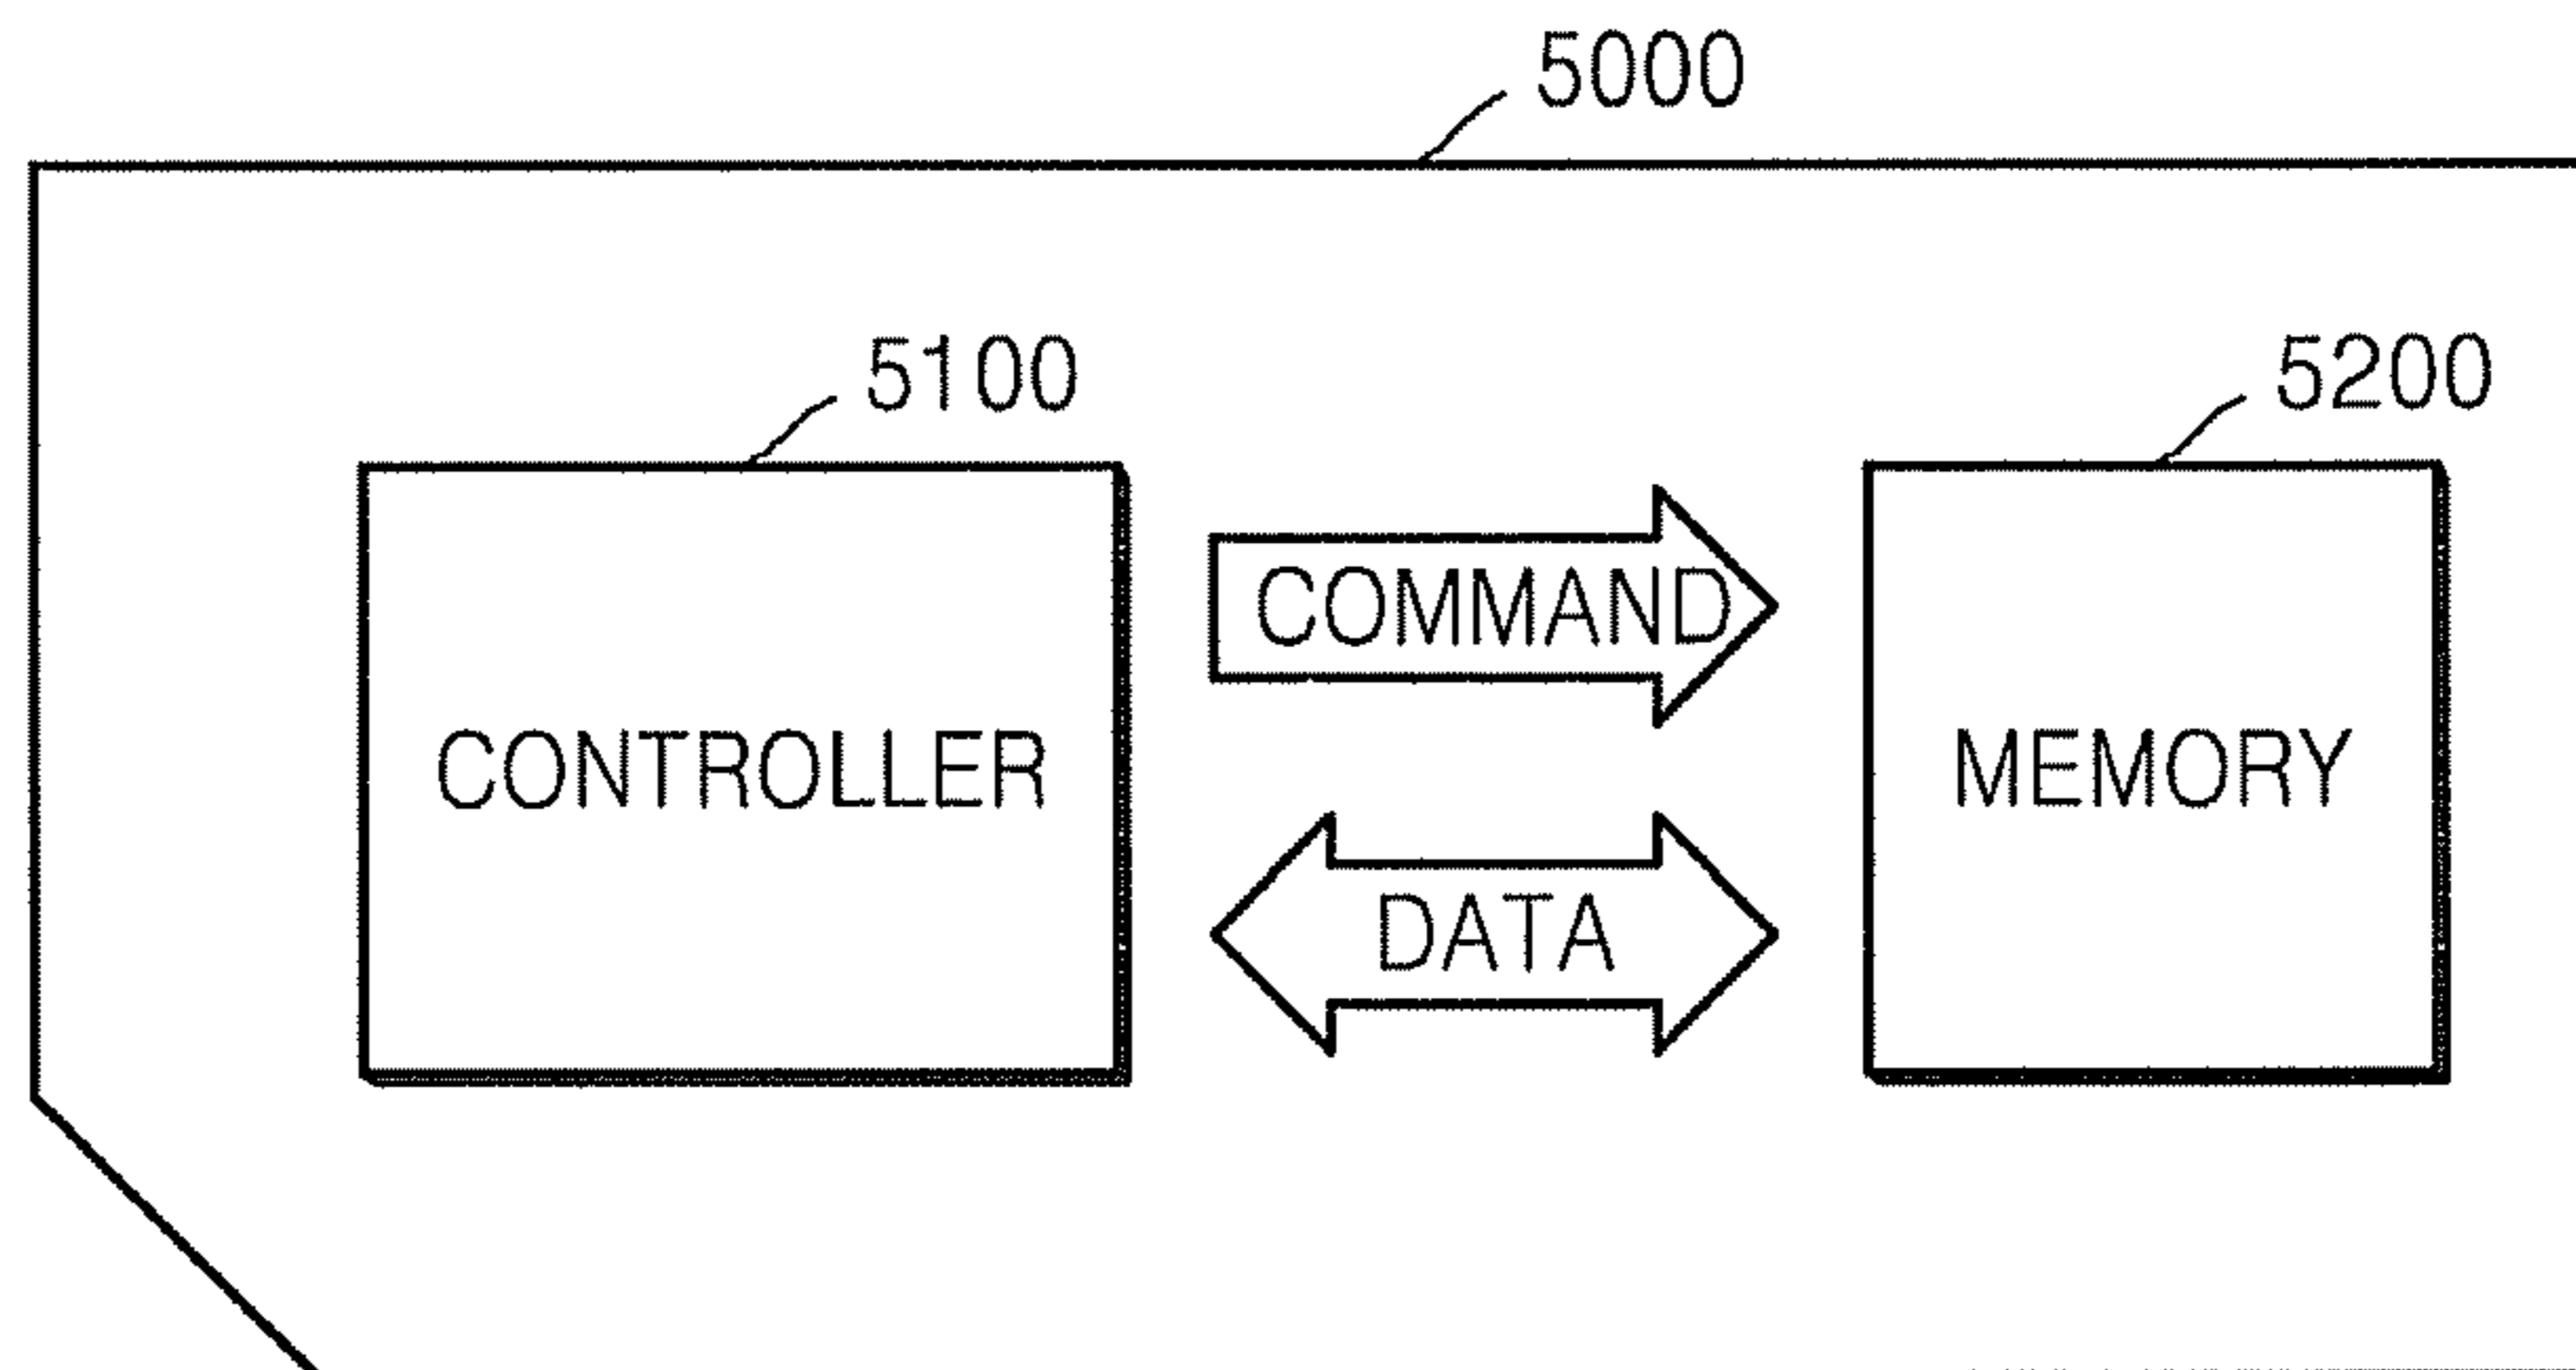 5000
5100
5200
COMMAND
CONTROLLER
MEMORY
DATA